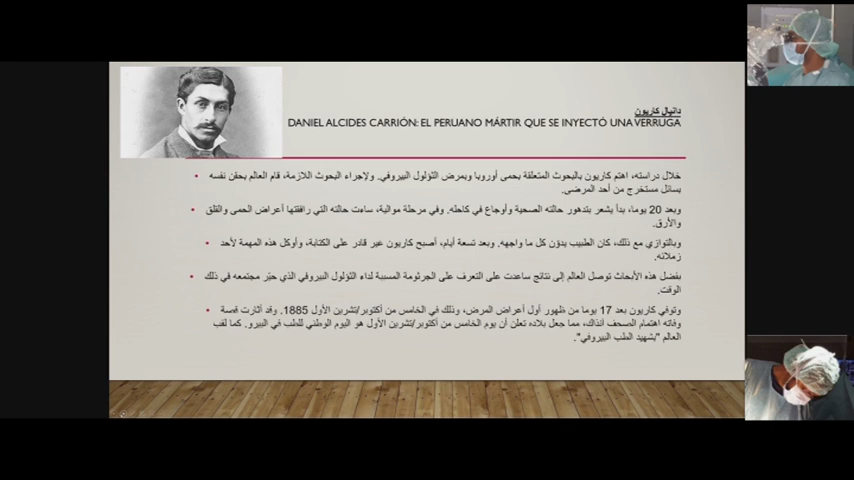 دانيال كاريون
DANIEL ALCIDES CARRIÓN: EL PERUANO MÁRTIR QUE SE INYECTÓ UNA VERRUGA
• خلال دراسته، اهتم كاريون بالبحوث المتعلقة بحمى أوروبا وبمرض الثؤلول البيروفي. ولإجراء البحوث اللازمة، قام العالم بحقن نفسه
بسائل مستخرج من أحد المرضى.
• وبعد 20 يوما، بدأ يشعر بتدهور حالته الصحية وأوجاع في كاحله. وفي مرحلة موالية، ساءت حالته التي رافقتها أعراض الحمى والقلق
والأرق.
• وبالتوازي مع ذلك، كان الطبيب يدوّن كل ما واجهه. وبعد تسعة أيام، أصبح كاريون غير قادر على الكتابة، وأوكل هذه المهمة لأحد
زملائه.
• بفضل هذه الأبحاث توصل العالم إلى نتائج ساعدت على التعرف على الجرثومة المسببة لداء الثؤلول البيروفي الذي حيّر مجتمعه في ذلك
الوقت.
• وتوفي كاريون بعد 17 يوما من ظهور أول أعراض المرض، وذلك في الخامس من أكتوبر/تشرين الأول 1885. وقد أثارت قصة
وفاته اهتمام الصحف آنذاك، مما جعل بلاده تعلن أن يوم الخامس من أكتوبر/تشرين الأول هو اليوم الوطني للطب في البيرو. كما لقب
العالم "بشهيد الطب البيروفي".